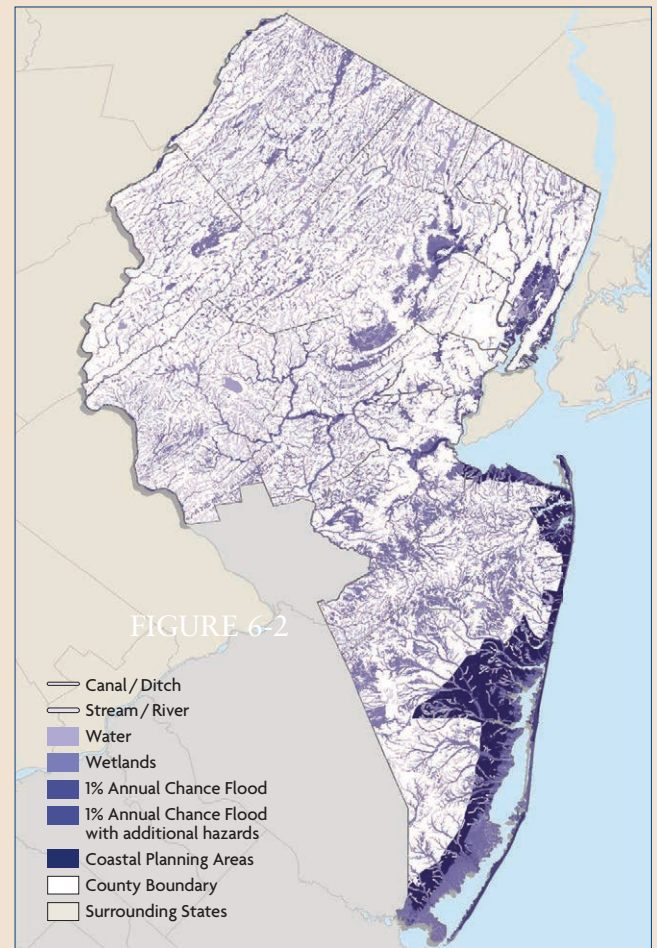 FIGURE 6-2
Canal / Ditch
Stream / River
Water
Wetlands
1% Annual Chance Flood
1% Annual Chance Flood
with additional hazards
Coastal Planning Areas
County Boundary
Surrounding States